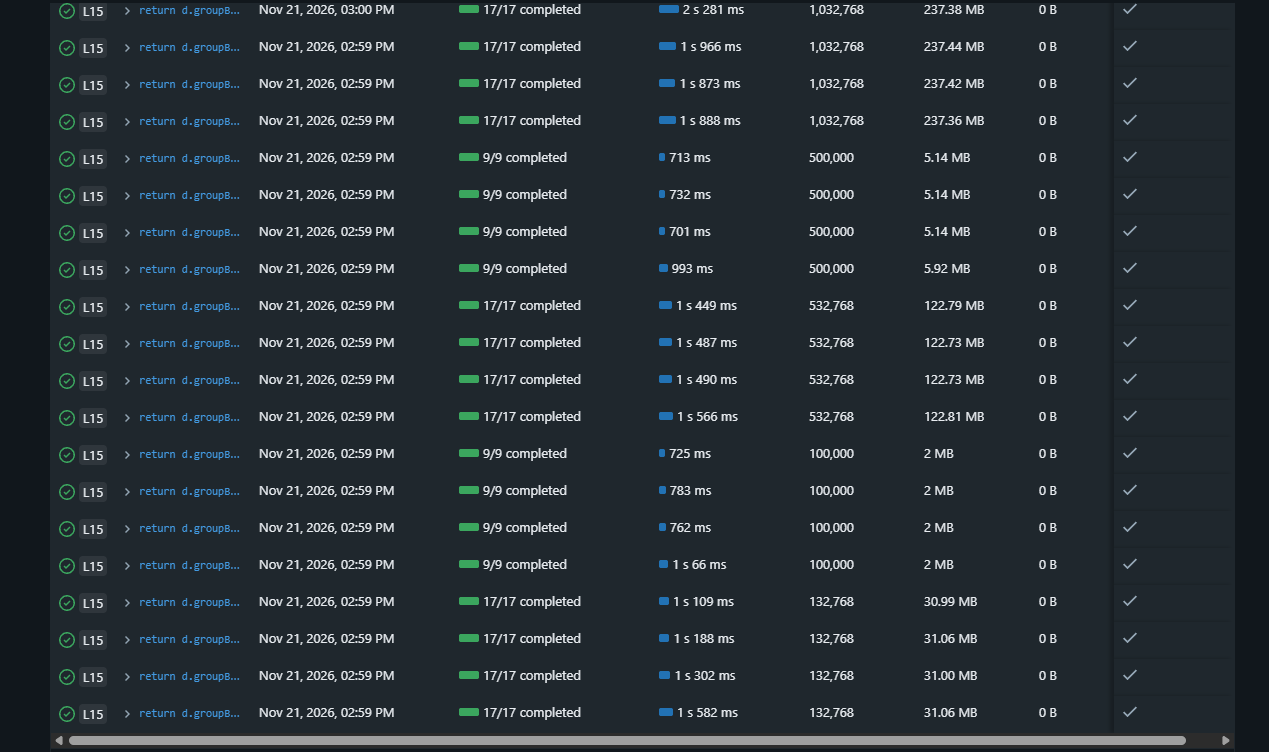 L15 return d.groupB... Nov 21, 2026, 03:00 PM 17/17 completed 2 s 281 ms 1,032,768 237.38 MB 0 B
L15 return d.groupB... Nov 21, 2026, 02:59 PM 17/17 completed 1 s 966 ms 1,032,768 237.44 MB 0 B
L15 return d.groupB... Nov 21, 2026, 02:59 PM 17/17 completed 1 s 873 ms 1,032,768 237.42 MB 0 B
L15 return d.groupB... Nov 21, 2026, 02:59 PM 17/17 completed 1 s 888 ms 1,032,768 237.36 MB 0 B
L15 return d.groupB... Nov 21, 2026, 02:59 PM 9/9 completed 713 ms 500,000 5.14 MB 0 B
L15 return d.groupB... Nov 21, 2026, 02:59 PM 9/9 completed 732 ms 500,000 5.14 MB 0 B
L15 return d.groupB... Nov 21, 2026, 02:59 PM 9/9 completed 701 ms 500,000 5.14 MB 0 B
L15 return d.groupB... Nov 21, 2026, 02:59 PM 9/9 completed 993 ms 500,000 5.92 MB 0 B
L15 return d.groupB... Nov 21, 2026, 02:59 PM 17/17 completed 1 s 449 ms 532,768 122.79 MB 0 B
L15 return d.groupB... Nov 21, 2026, 02:59 PM 17/17 completed 1 s 487 ms 532,768 122.73 MB 0 B
L15 return d.groupB... Nov 21, 2026, 02:59 PM 17/17 completed 1 s 490 ms 532,768 122.73 MB 0 B
L15 return d.groupB... Nov 21, 2026, 02:59 PM 17/17 completed 1 s 566 ms 532,768 122.81 MB 0 B
L15 return d.groupB... Nov 21, 2026, 02:59 PM 9/9 completed 725 ms 100,000 2 MB 0 B
L15 return d.groupB... Nov 21, 2026, 02:59 PM 9/9 completed 783 ms 100,000 2 MB 0 B
L15 return d.groupB... Nov 21, 2026, 02:59 PM 9/9 completed 762 ms 100,000 2 MB 0 B
L15 return d.groupB... Nov 21, 2026, 02:59 PM 9/9 completed 1 s 66 ms 100,000 2 MB 0 B
L15 return d.groupB... Nov 21, 2026, 02:59 PM 17/17 completed 1 s 109 ms 132,768 30.99 MB 0 B
L15 return d.groupB... Nov 21, 2026, 02:59 PM 17/17 completed 1 s 188 ms 132,768 31.06 MB 0 B
L15 return d.groupB... Nov 21, 2026, 02:59 PM 17/17 completed 1 s 302 ms 132,768 31.00 MB 0 B
L15 return d.groupB... Nov 21, 2026, 02:59 PM 17/17 completed 1 s 582 ms 132,768 31.06 MB 0 B